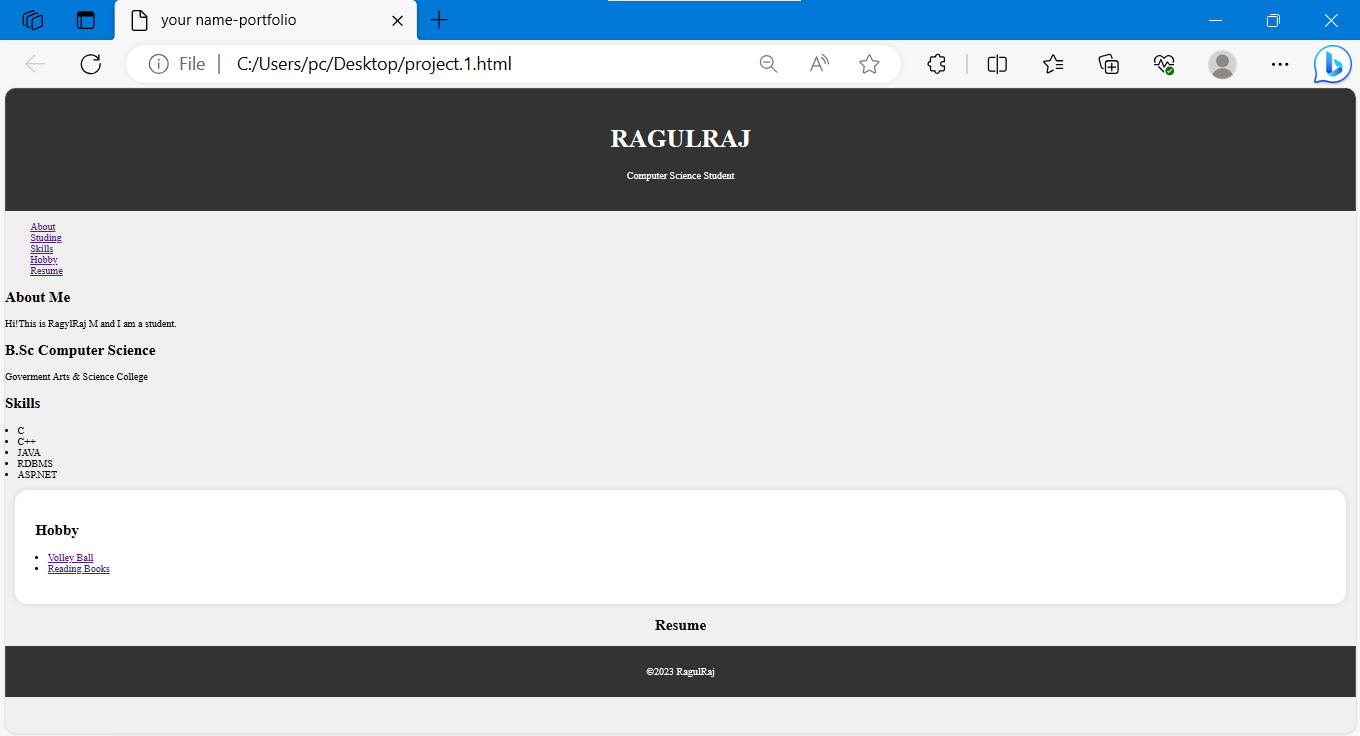 your name-portfolio
File | C:/Users/pc/Desktop/project.1.html
RAGULRAJ
Computer Science Student
About
Studing
Skills
Hobby
Resume
About Me
Hi!This is RagylRaj M and I am a student.
B.Sc Computer Science
Goverment Arts & Science College
Skills
C
C++
JAVA
RDBMS
ASP.NET
Hobby
Volley Ball
Reading Books
Resume
©2023 RagulRaj